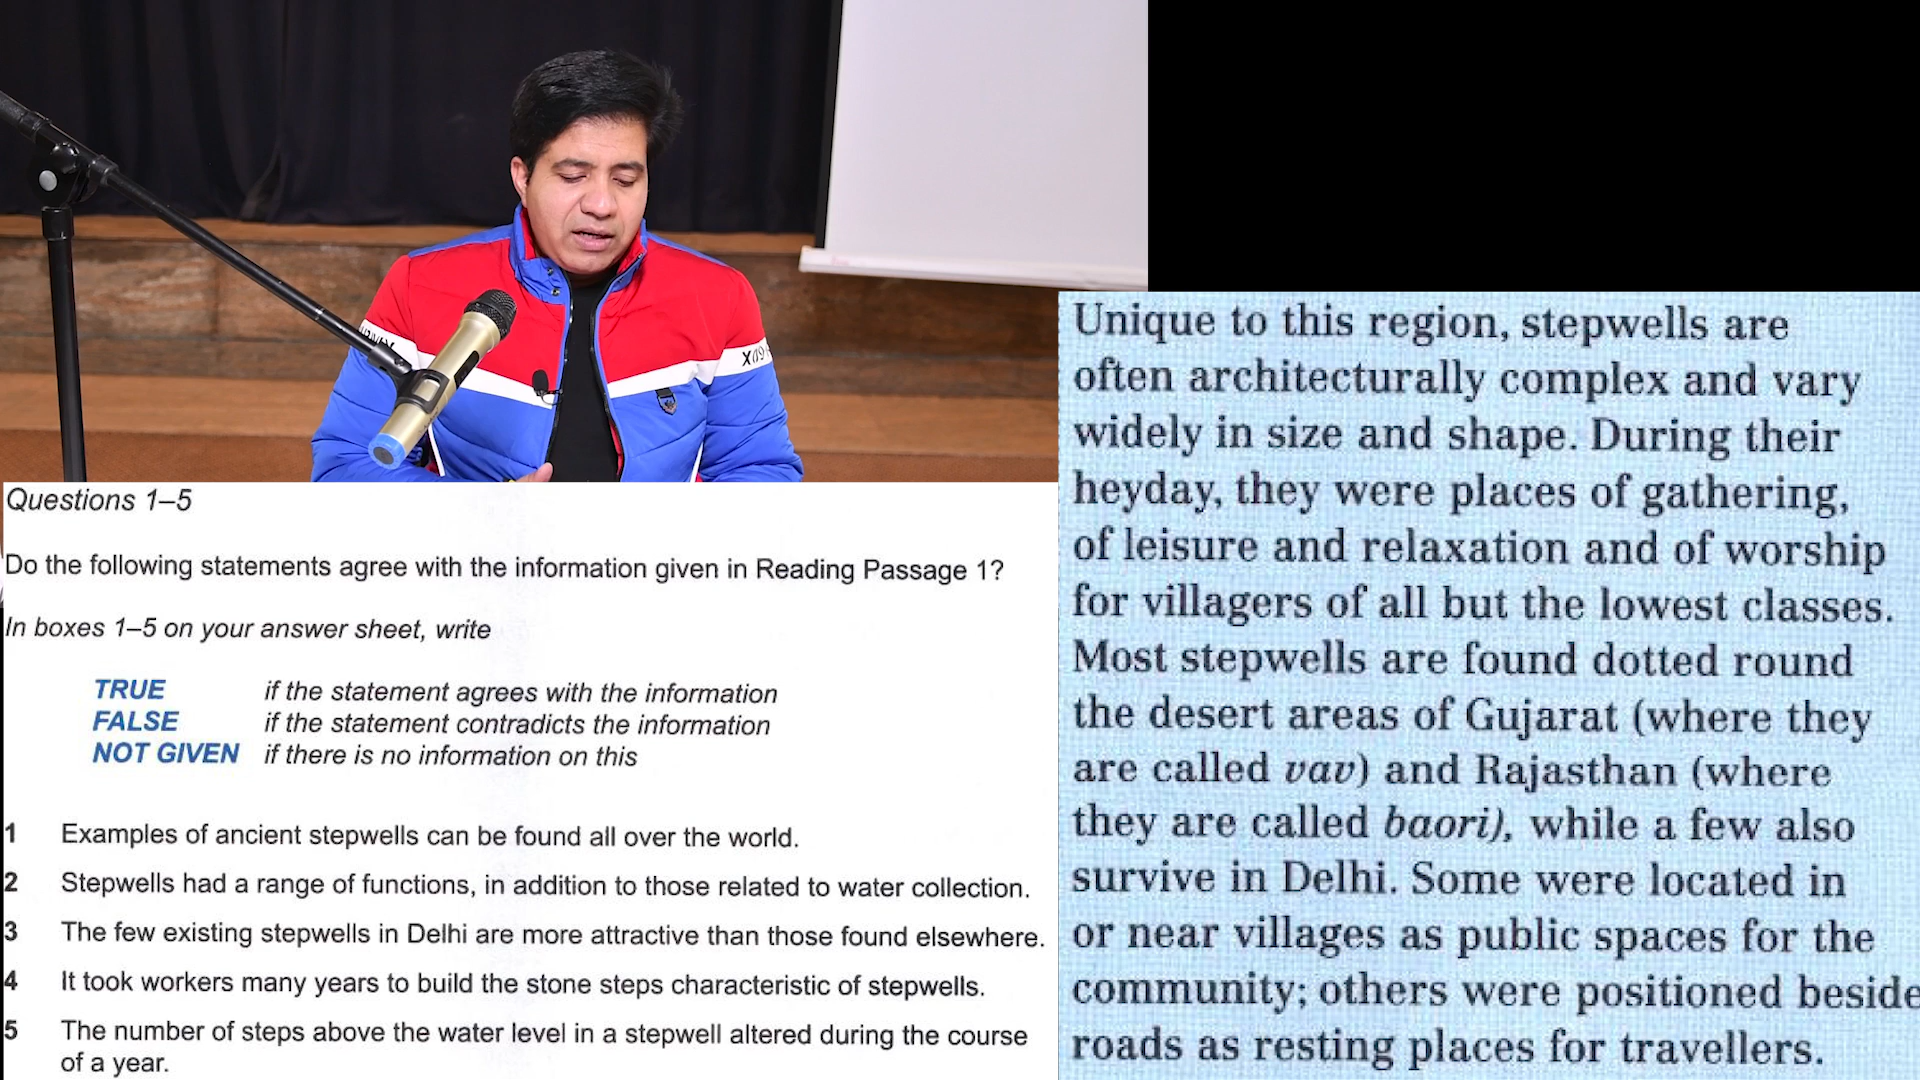 Questions 1–5
Do the following statements agree with the information given in Reading Passage 1?
In boxes 1–5 on your answer sheet, write
TRUE if the statement agrees with the information
FALSE if the statement contradicts the information
NOT GIVEN if there is no information on this
1 Examples of ancient stepwells can be found all over the world.
2 Stepwells had a range of functions, in addition to those related to water collection.
3 The few existing stepwells in Delhi are more attractive than those found elsewhere.
4 It took workers many years to build the stone steps characteristic of stepwells.
5 The number of steps above the water level in a stepwell altered during the course
of a year.
Unique to this region, stepwells are
often architecturally complex and vary
widely in size and shape. During their
heyday, they were places of gathering,
of leisure and relaxation and of worship
for villagers of all but the lowest classes.
Most stepwells are found dotted round
the desert areas of Gujarat (where they
are called vav) and Rajasthan (where
they are called baori), while a few also
survive in Delhi. Some were located in
or near villages as public spaces for the
community; others were positioned beside
roads as resting places for travellers.